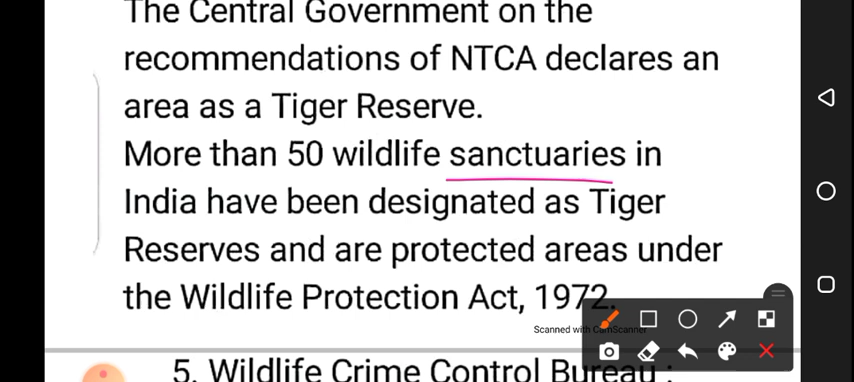 The Central Government on the
recommendations of NTCA declares an
area as a Tiger Reserve.
More than 50 wildlife sanctuaries in
India have been designated as Tiger
Reserves and are protected areas under
the Wildlife Protection Act, 1972.
Scanned with CamScanner
5. Wildlife Crime Control Bureau :